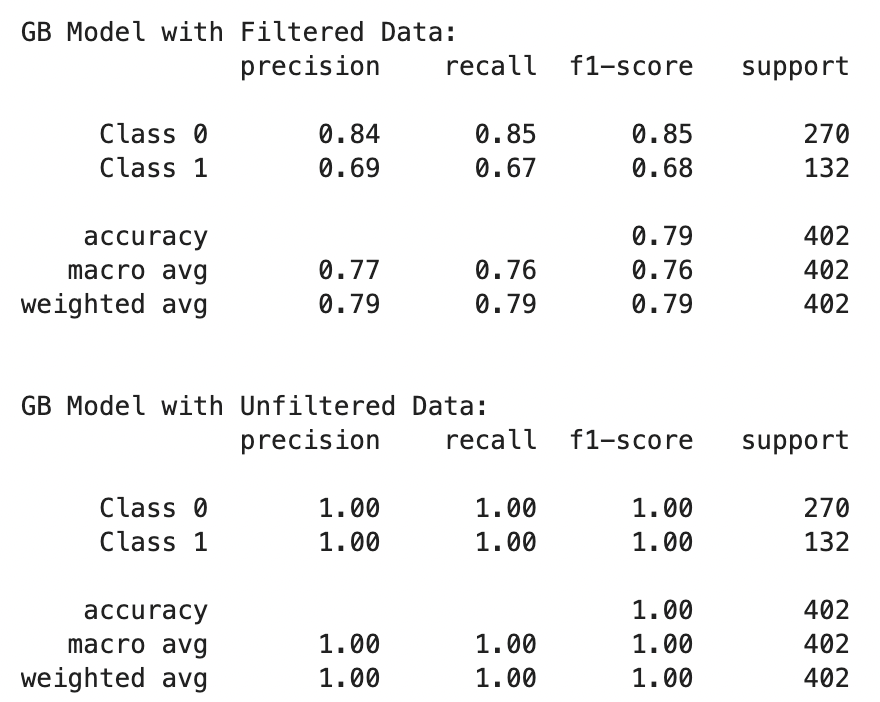 GB Model with Filtered Data:
precision recall f1-score support
Class 0 0.84 0.85 0.85 270
Class 1 0.69 0.67 0.68 132
accuracy 0.79 402
macro avg 0.77 0.76 0.76 402
weighted avg 0.79 0.79 0.79 402
GB Model with Unfiltered Data:
precision recall f1-score support
Class 0 1.00 1.00 1.00 270
Class 1 1.00 1.00 1.00 132
accuracy 1.00 402
macro avg 1.00 1.00 1.00 402
weighted avg 1.00 1.00 1.00 402